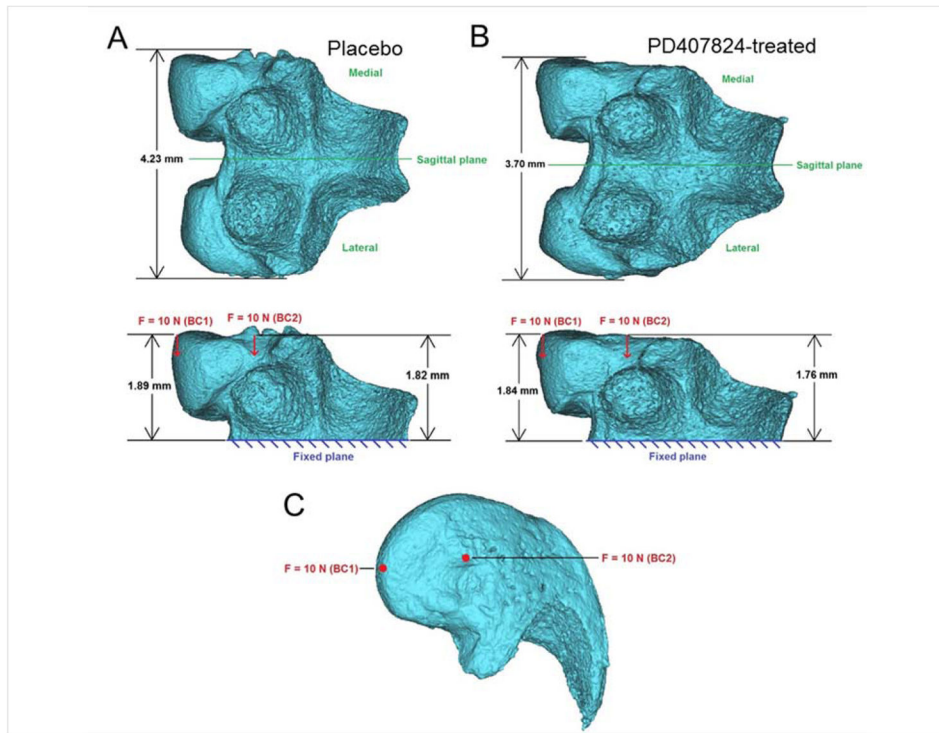 A
Placebo
Medial
4.23 mm
Sagittal plane
Lateral
B
PD407824-treated
Medial
3.70 mm
Sagittal plane
Lateral
F = 10 N (BC1)
F = 10 N (BC2)
1.89 mm
1.82 mm
Fixed plane
F = 10 N (BC1)
F = 10 N (BC2)
1.84 mm
1.76 mm
Fixed plane
C
F = 10 N (BC1)
F = 10 N (BC2)